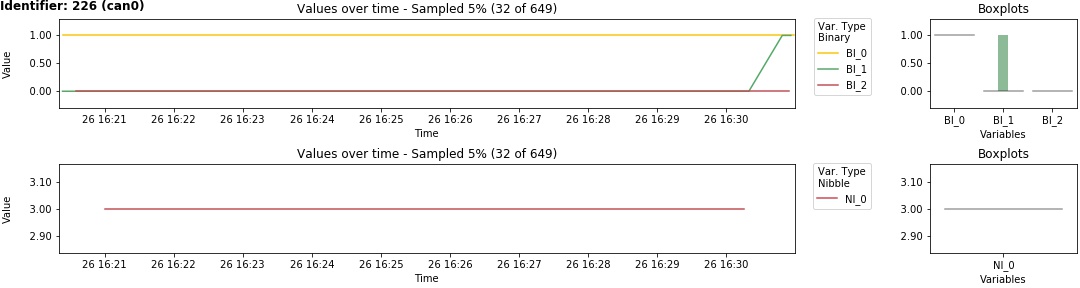 Identifier: 226 (can0)
Values over time - Sampled 5% (32 of 649)
Value
1.00
0.50
0.00
26 16:21 26 16:22 26 16:23 26 16:24 26 16:25 26 16:26 26 16:27 26 16:28 26 16:29 26 16:30
Time
Var. Type
Binary
BI_0
BI_1
BI_2
Boxplots
1.00
0.50
0.00
BI_0 BI_1 BI_2
Variables
Values over time - Sampled 5% (32 of 649)
Value
3.10
3.00
2.90
26 16:21 26 16:22 26 16:23 26 16:24 26 16:25 26 16:26 26 16:27 26 16:28 26 16:29 26 16:30
Time
Var. Type
Nibble
NI_0
Boxplots
3.10
3.00
2.90
NI_0
Variables